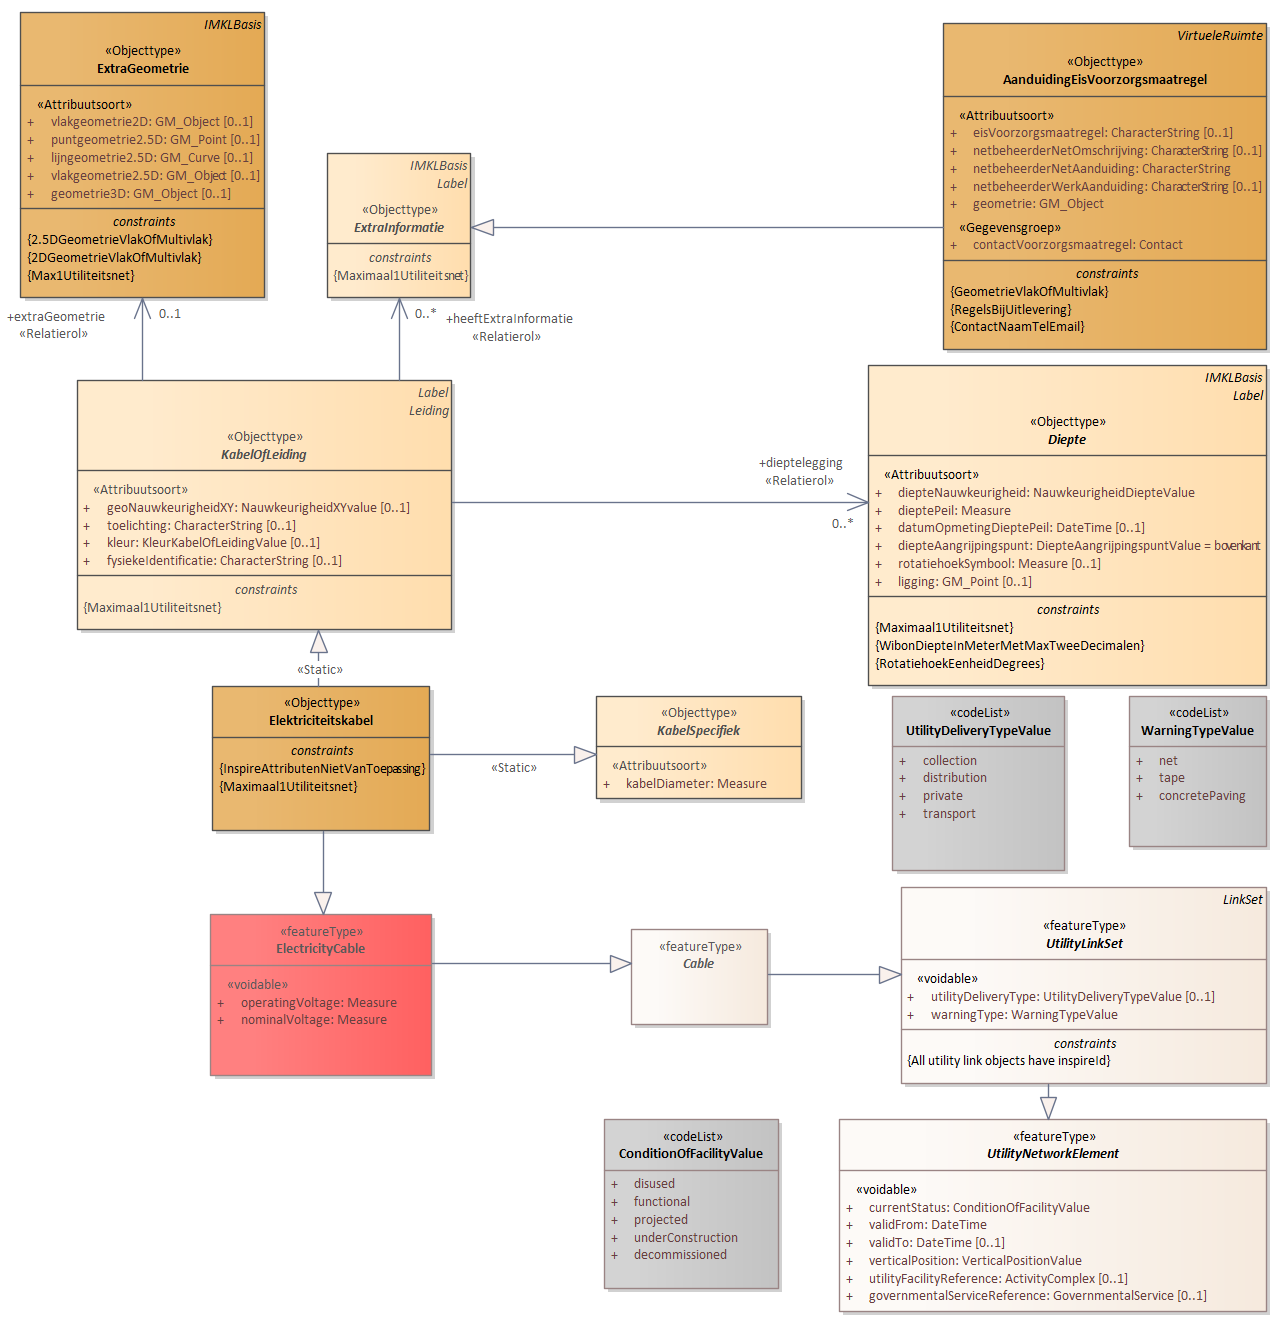 IMKLBasis
«Objecttype»
ExtraGeometrie
«Attribuutsoort»
+ vlakgeometrie2D: GM_Object [0..1]
+ puntgeometrie2.5D: GM_Point [0..1]
+ lijngeometrie2.5D: GM_Curve [0..1]
+ vlakgeometrie2.5D: GM_Object [0..1]
+ geometrie3D: GM_Object [0..1]
constraints
{2.5DGeometrieVlakOfMultivlak}
{2DGeometrieVlakOfMultivlak}
{Max1Utiliteitsnet}
IMKLBasis
Label
«Objecttype»
ExtraInformatie
constraints
{Maximaal1Utiliteitsnet}
VirtueleRuimte
«Objecttype»
AanduidingEisVoorzorgsmaatregel
«Attribuutsoort»
+ eisVoorzorgsmaatregel: CharacterString [0..1]
+ netbeheerderNetOmschrijving: CharacterString [0..1]
+ netbeheerderNetAanduiding: CharacterString
+ netbeheerderWerkAanduiding: CharacterString [0..1]
+ geometrie: GM_Object
«Gegevensgroep»
+ contactVoorzorgsmaatregel: Contact
constraints
{GeometrieVlakOfMultivlak}
{RegelsBijUitlevering}
{ContactNaamTelEmail}
+extraGeometrie
«Relatierol»
0..1
0..*
+heeftExtraInformatie
«Relatierol»
Label
Leiding
«Objecttype»
KabelOfLeiding
«Attribuutsoort»
+ geoNauwkeurigheidXY: NauwkeurigheidXYvalue [0..1]
+ toelichting: CharacterString [0..1]
+ kleur: KleurKabelOfLeidingValue [0..1]
+ fysiekeIdentificatie: CharacterString [0..1]
constraints
{Maximaal1Utiliteitsnet}
+dieptelegging
«Relatierol»
0..*
IMKLBasis
Label
«Objecttype»
Diepte
«Attribuutsoort»
+ diepteNauwkeurigheid: NauwkeurigheidDiepteValue
+ dieptePeil: Measure
+ datumOpmetingDieptePeil: DateTime [0..1]
+ diepteAangrijpingspunt: DiepteAangrijpingspuntValue = bovenkant
+ rotatiehoekSymbool: Measure [0..1]
+ ligging: GM_Point [0..1]
constraints
{Maximaal1Utiliteitsnet}
{WibonDiepteInMeterMetMaxTweeDecimalen}
{RotatiehoekEenheidDegrees}
«Static»
«Objecttype»
Elektriciteitskabel
constraints
{InspireAttributenNietVanToepassing}
{Maximaal1Utiliteitsnet}
«Static»
«Objecttype»
KabelSpecifiek
«Attribuutsoort»
+ kabelDiameter: Measure
«codeList»
UtilityDeliveryTypeValue
+ collection
+ distribution
+ private
+ transport
«codeList»
WarningTypeValue
+ net
+ tape
+ concretePaving
«featureType»
ElectricityCable
«voidable»
+ operatingVoltage: Measure
+ nominalVoltage: Measure
«featureType»
Cable
LinkSet
«featureType»
UtilityLinkSet
«voidable»
+ utilityDeliveryType: UtilityDeliveryTypeValue [0..1]
+ warningType: WarningTypeValue
constraints
{All utility link objects have inspireId}
«codeList»
ConditionOfFacilityValue
+ disused
+ functional
+ projected
+ underConstruction
+ decommissioned
«featureType»
UtilityNetworkElement
«voidable»
+ currentStatus: ConditionOfFacilityValue
+ validFrom: DateTime
+ validTo: DateTime [0..1]
+ verticalPosition: VerticalPositionValue
+ utilityFacilityReference: ActivityComplex [0..1]
+ governmentalServiceReference: GovernmentalService [0..1]